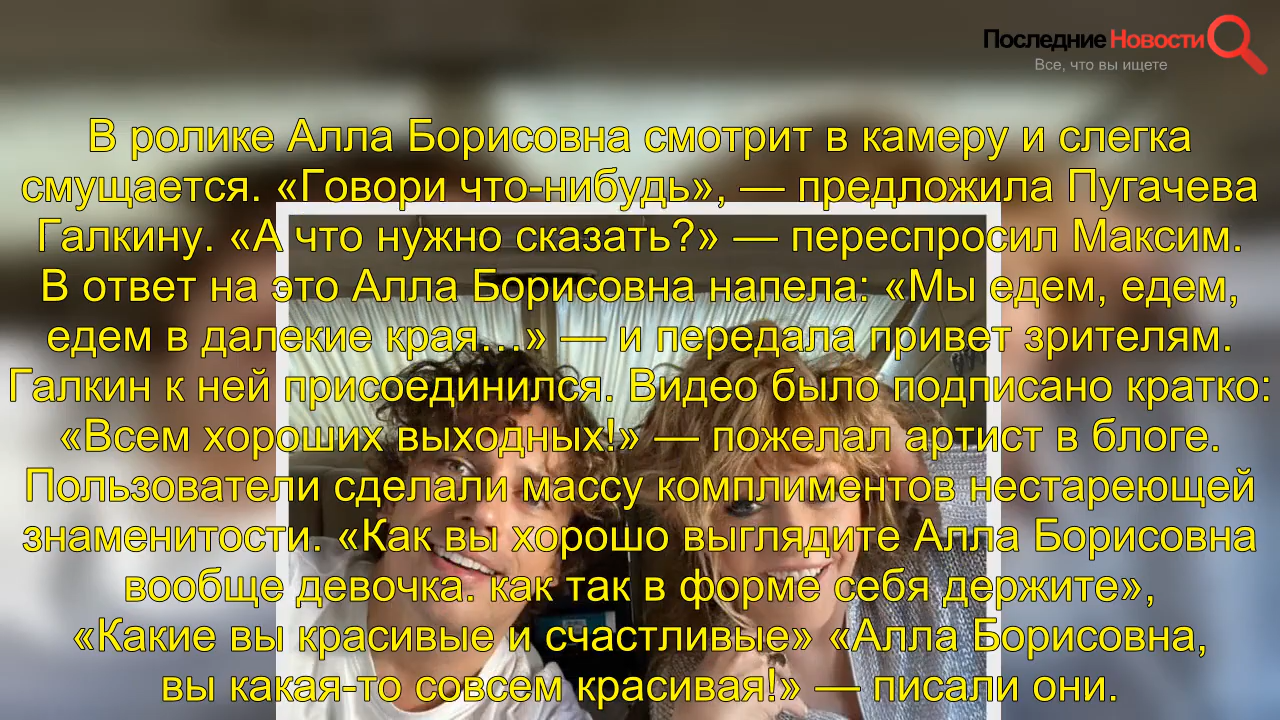 Последние Новости
Все, что вы ищете
В ролике Алла Борисовна смотрит в камеру и слегка
смущается. «Говори что-нибудь», — предложила Пугачева
Галкину. «А что нужно сказать?» — переспросил Максим.
В ответ на это Алла Борисовна напела: «Мы едем, едем,
едем в далекие края…» — и передала привет зрителям.
Галкин к ней присоединился. Видео было подписано кратко:
«Всем хороших выходных!» — пожелал артист в блоге.
Пользователи сделали массу комплиментов нестареющей
знаменитости. «Как вы хорошо выглядите Алла Борисовна
вообще девочка. как так в форме себя держите»,
«Какие вы красивые и счастливые» «Алла Борисовна,
вы какая-то совсем красивая!» — писали они.